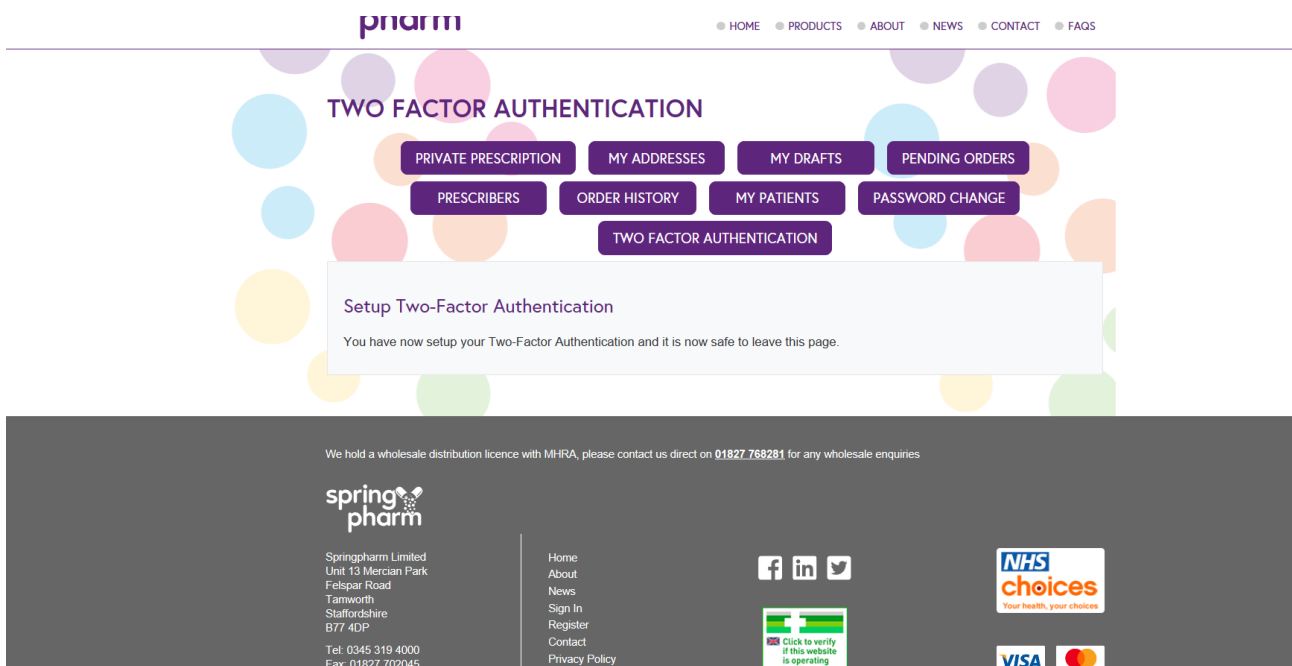 pharm
HOME PRODUCTS ABOUT NEWS CONTACT FAQS
TWO FACTOR AUTHENTICATION
PRIVATE PRESCRIPTION MY ADDRESSES MY DRAFTS PENDING ORDERS
PRESCRIBERS ORDER HISTORY MY PATIENTS PASSWORD CHANGE
TWO FACTOR AUTHENTICATION
Setup Two-Factor Authentication
You have now setup your Two-Factor Authentication and it is now safe to leave this page.
We hold a wholesale distribution licence with MHRA, please contact us direct on 01827 768281 for any wholesale enquiries
spring
pharm
Springpharm Limited
Unit 13 Mercian Park
Felspar Road
Tamworth
Staffordshire
B77 4DP
Tel: 0345 319 4000
Fax: 01827 702045
Home
About
News
Sign In
Register
Contact
Privacy Policy
f in
Click to verify
if this website
is operating
NHS
choices
Your health, your choices
VISA